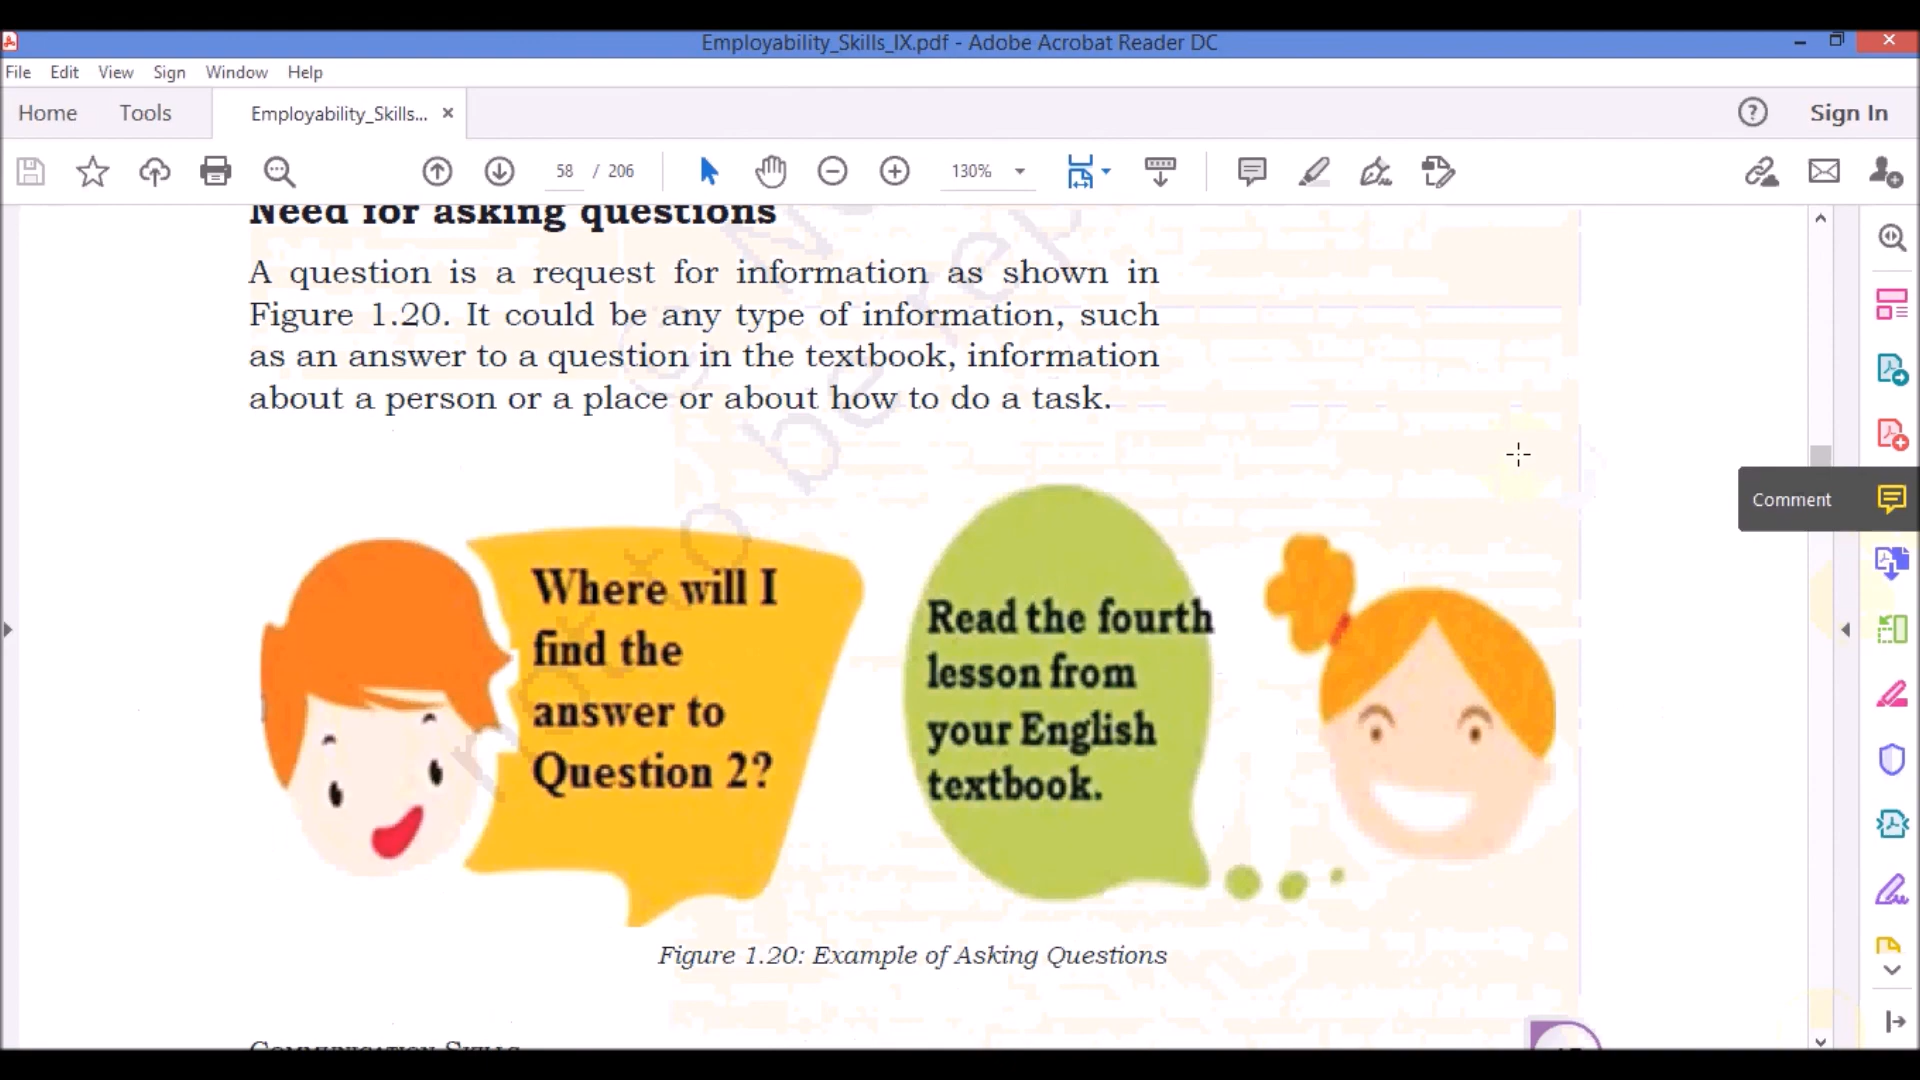 Employability_Skills_IX.pdf - Adobe Acrobat Reader DC
File Edit View Sign Window Help
Home Tools Employability_Skills... Sign In
58 / 206 130%
Need for asking questions
A question is a request for information as shown in
Figure 1.20. It could be any type of information, such
as an answer to a question in the textbook, information
about a person or a place or about how to do a task.
Comment
Where will I
find the
answer to
Question 2?
Read the fourth
lesson from
your English
textbook.
Figure 1.20: Example of Asking Questions
COMMUNICATION SKILLS